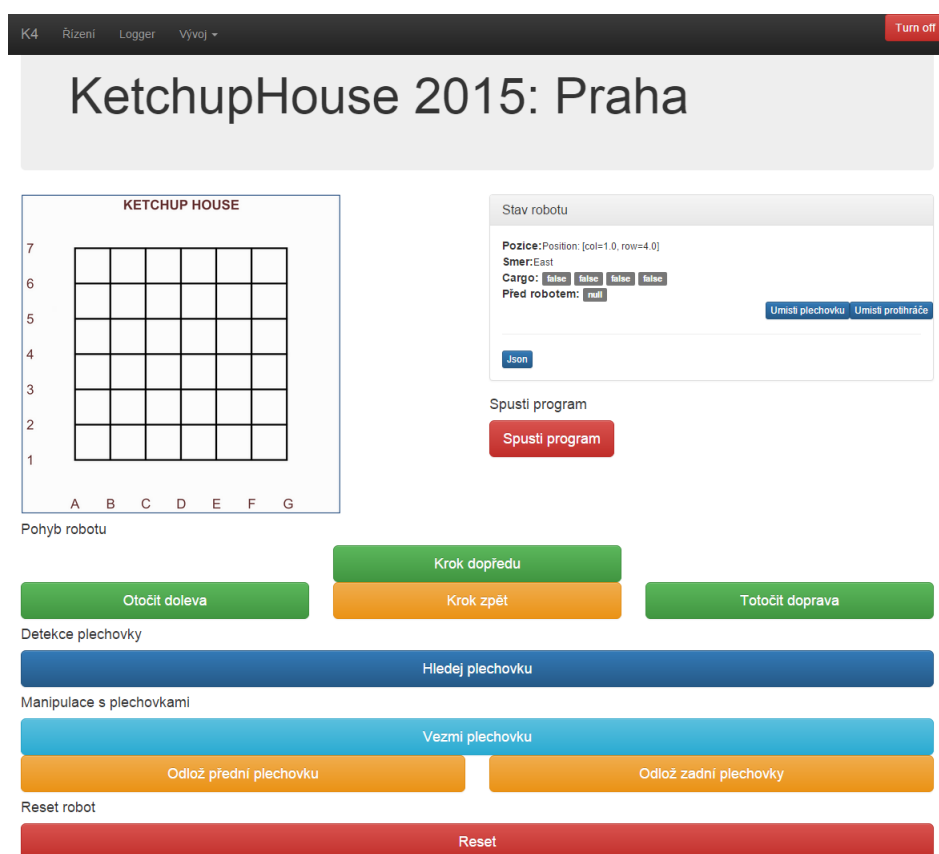 K4 Řízení Logger Vývoj Turn off
KetchupHouse 2015: Praha
KETCHUP HOUSE
7
6
5
4
3
2
1
A B C D E F G
Stav robotu
Pozice:Position: [col=1.0, row=4.0]
Smer:East
Cargo: false false false false
Před robotem: null
Umisti plechovku Umisti protihráče
Json
Spusti program
Spusti program
Pohyb robotu
Krok dopředu
Otočit doleva Krok zpět Totočit doprava
Detekce plechovky
Hledej plechovku
Manipulace s plechovkami
Vezmi plechovku
Odlož přední plechovku Odlož zadní plechovky
Reset robot
Reset